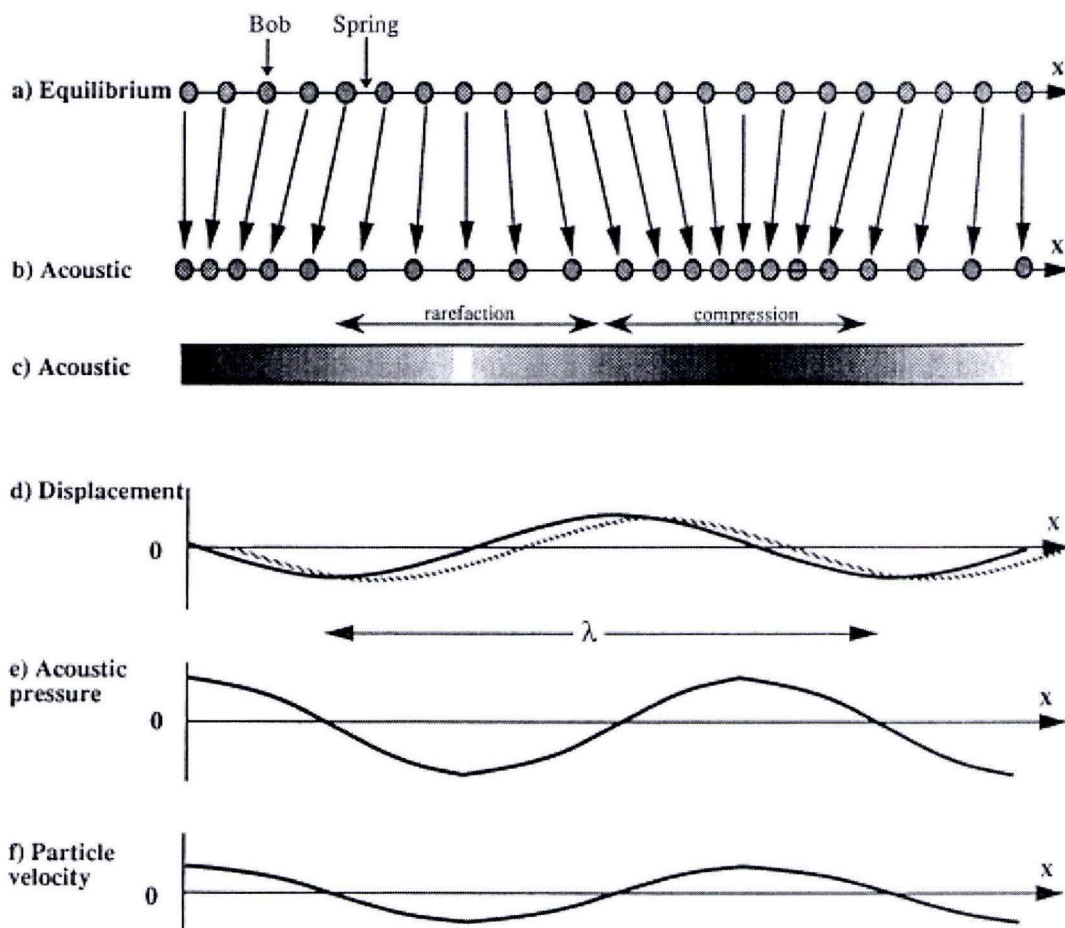 Bob Spring
a) Equilibrium x
b) Acoustic x
rarefaction compression
c) Acoustic
d) Displacement x
0
λ
e) Acoustic
pressure
0 x
f) Particle
velocity
0 x